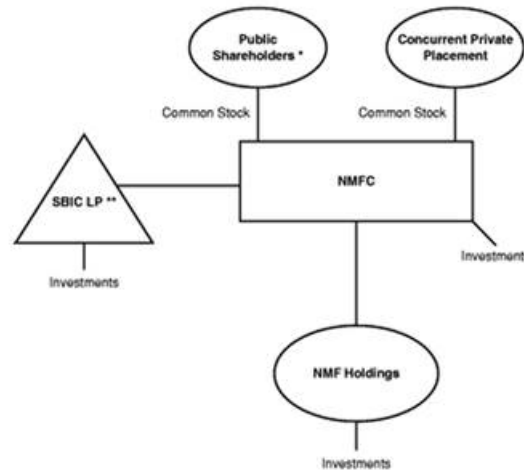 Public
Shareholders *
Concurrent Private
Placement
Common Stock
Common Stock
NMFC
SBIC LP **
Investments
Investment
NMF Holdings
Investments